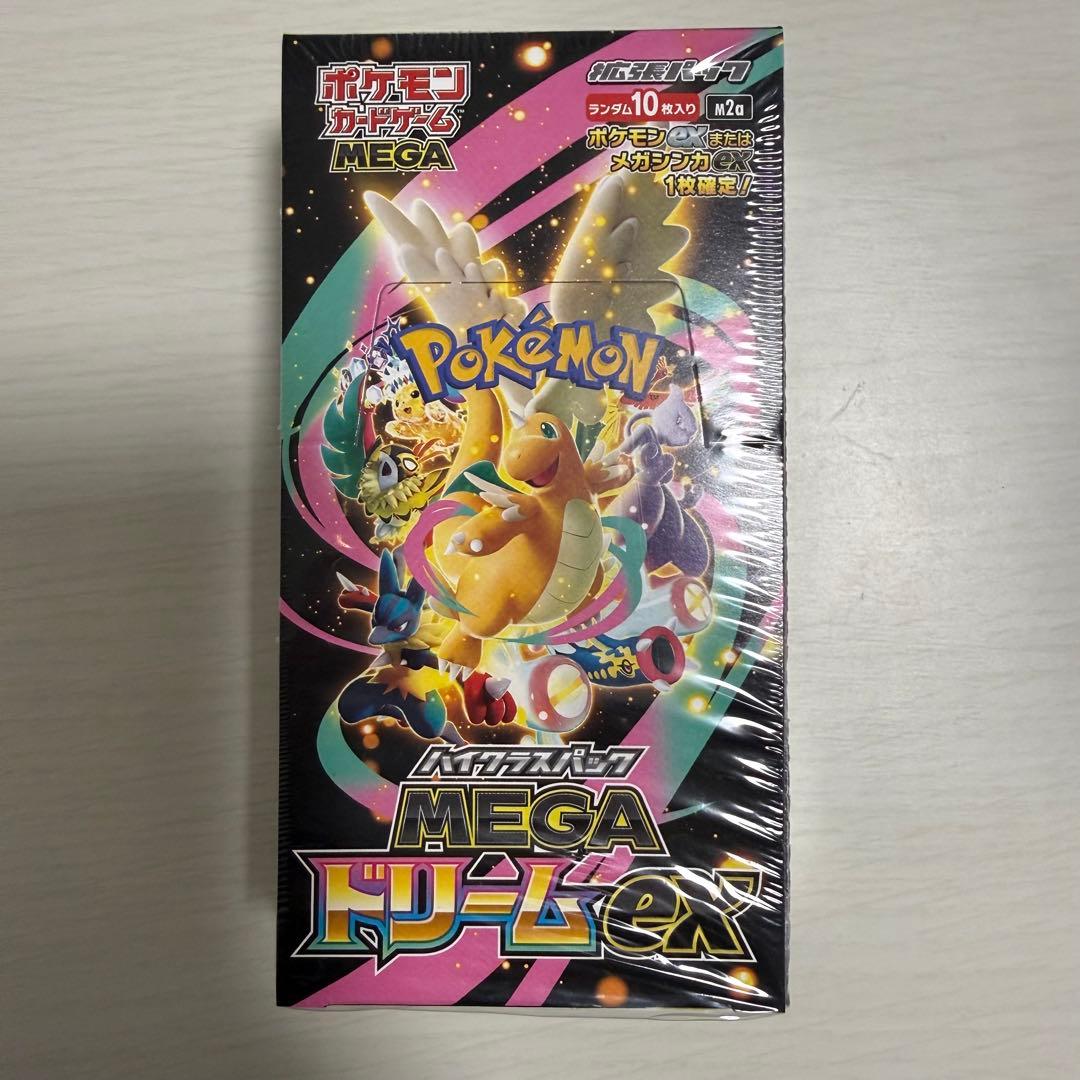 ポケモン
カードゲーム™
MEGA
拡張パック
ランダム10枚入り M2a
ポケモンexまたは
メガシンカex
1枚確定!
POKÉMON
ハイクラスパック
MEGA
ドリームex